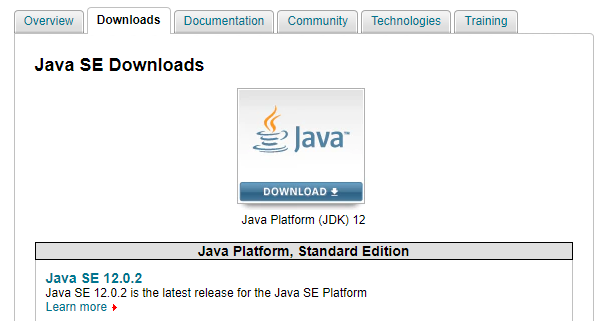 Overview Downloads Documentation Community Technologies Training
Java SE Downloads
Java™
DOWNLOAD
Java Platform (JDK) 12
Java Platform, Standard Edition
Java SE 12.0.2
Java SE 12.0.2 is the latest release for the Java SE Platform
Learn more